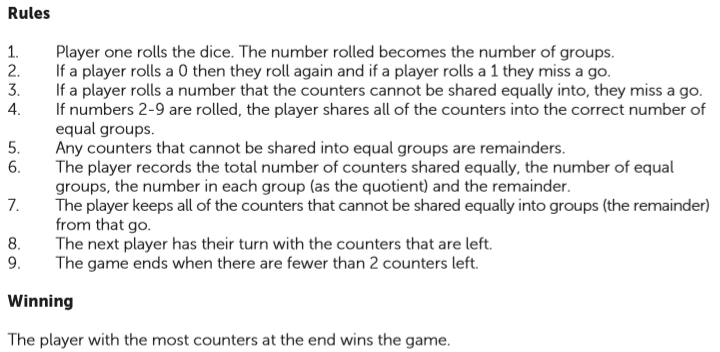 Rules
1. Player one rolls the dice. The number rolled becomes the number of groups.
2. If a player rolls a 0 then they roll again and if a player rolls a 1 they miss a go.
3. If a player rolls a number that the counters cannot be shared equally into, they miss a go.
4. If numbers 2-9 are rolled, the player shares all of the counters into the correct number of
equal groups.
5. Any counters that cannot be shared into equal groups are remainders.
6. The player records the total number of counters shared equally, the number of equal
groups, the number in each group (as the quotient) and the remainder.
7. The player keeps all of the counters that cannot be shared equally into groups (the remainder)
from that go.
8. The next player has their turn with the counters that are left.
9. The game ends when there are fewer than 2 counters left.
Winning
The player with the most counters at the end wins the game.